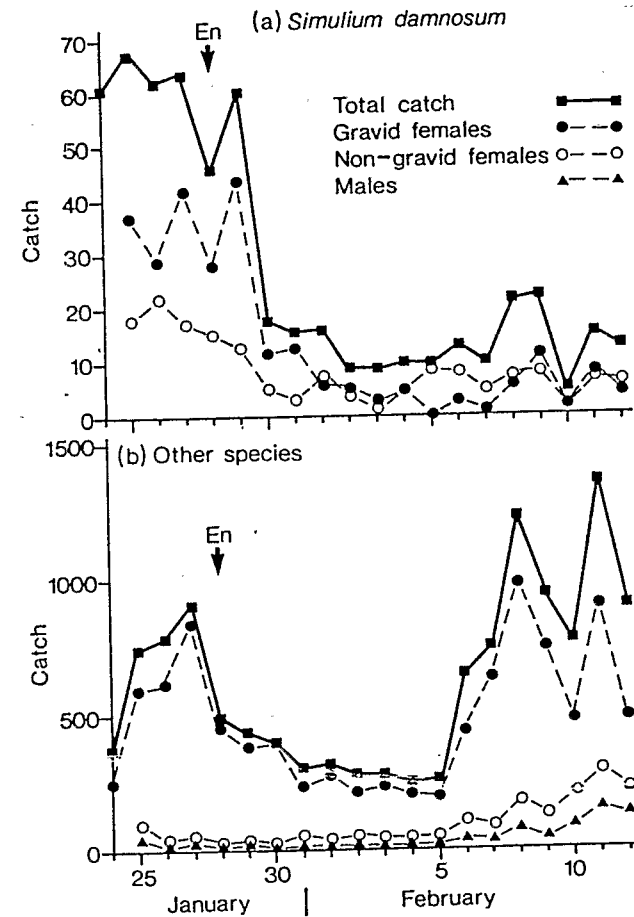 (a) Simulium damnosum
En
70
60
50
40
30
20
10
0
Catch
Total catch
Gravid females
Non-gravid females
Males
(b) Other species
En
1500
1000
500
0
Catch
25
30
5
10
January
February